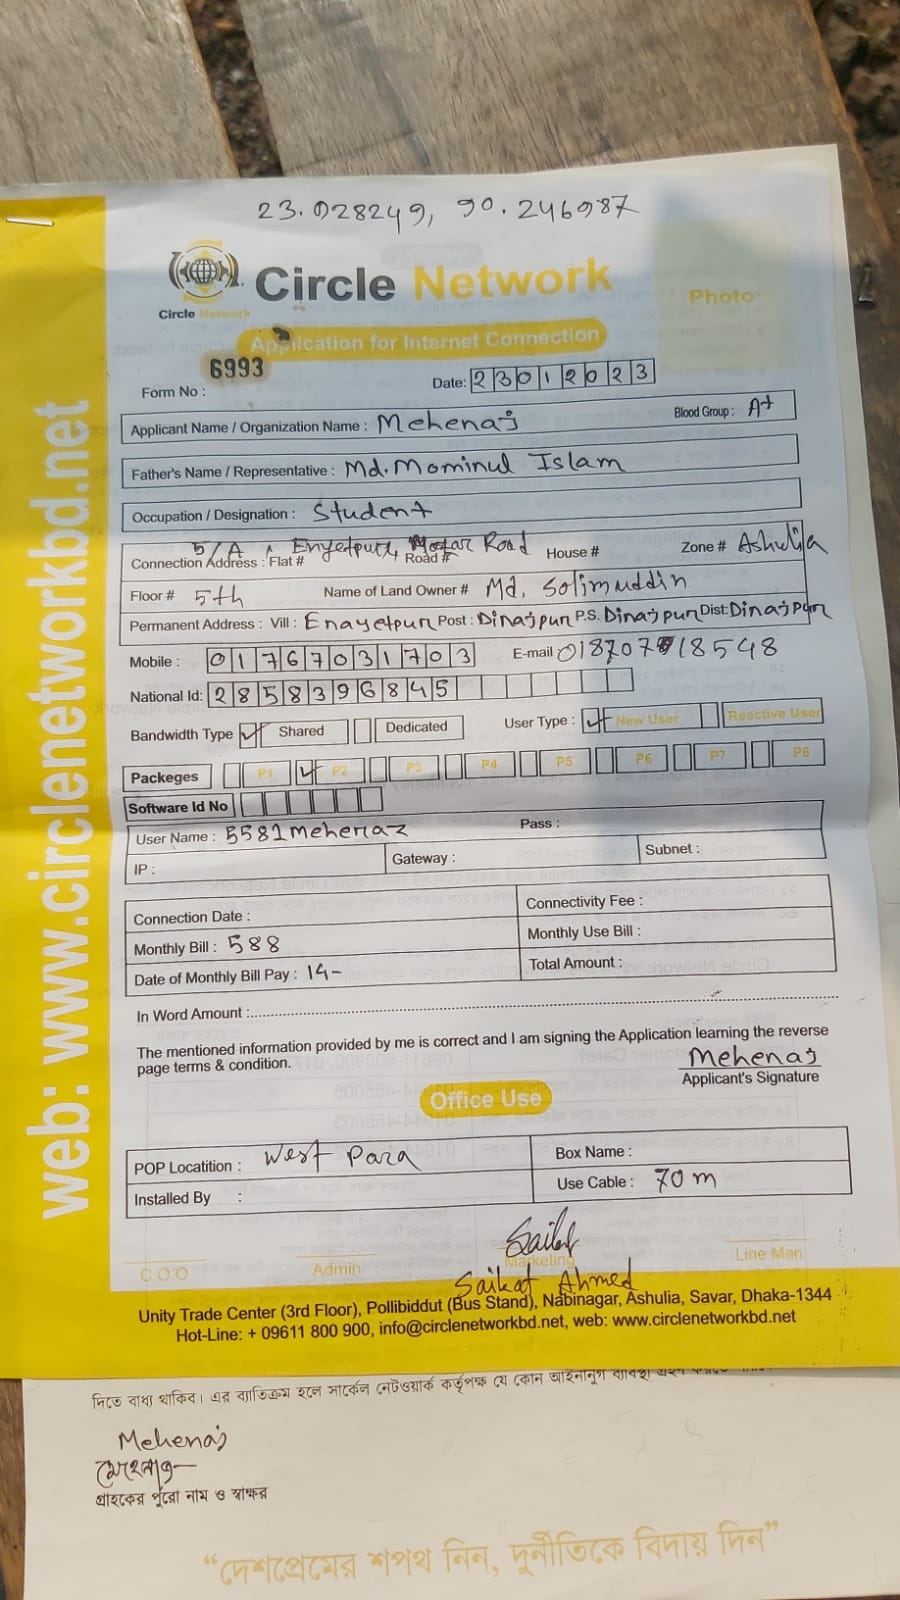 23.028249, 90.246987
Circle Network
Circle Network
Photo
Application for Internet Connection
6993
Form No :
Date: 23012023
Applicant Name / Organization Name : Mehenaj
Blood Group : A+
Father's Name / Representative : Md. Mominul Islam
Occupation / Designation : Student
Connection Address : Flat # 5/A, Road # Road House # Zone # Ashulia
Floor # 5th Name of Land Owner # Md. Solimuddin
Permanent Address : Vill : Enayetpur Post : Dinajpur P.S. Dinajpur Dist: Dinajpur
Mobile : 01767031703 E-mail 018707718548
National Id: 2858396845
Bandwidth Type Shared Dedicated User Type : New User Reactive User
Packeges P1 P2 P3 P4 P5 P6 P7 P8
Software Id No
User Name : 5581mehenaz Pass :
IP : Gateway : Subnet :
Connection Date : Connectivity Fee :
Monthly Bill : 588 Monthly Use Bill :
Date of Monthly Bill Pay : 14- Total Amount :
In Word Amount :
The mentioned information provided by me is correct and I am signing the Application learning the reverse
page terms & condition.
Mehenaj
Applicant's Signature
Office Use
POP Locatition : West Para Box Name :
Installed By : Use Cable : 70 m
C.O.O Admin Marketing Line Man
Saikat Ahmed
Unity Trade Center (3rd Floor), Pollibiddut (Bus Stand), Nabinagar, Ashulia, Savar, Dhaka-1344
Hot-Line: + 09611 800 900, info@circlenetworkbd.net, web: www.circlenetworkbd.net
web: www.circlenetworkbd.net
দিতে বাধ্য থাকিব। এর ব্যতিক্রম হলে সার্কেল নেটওয়ার্ক কর্তৃপক্ষ যে কোন আইনানুগ ব্যবস্থা
Mehenaj
মেহেনাজ
গ্রাহকের পুরো নাম ও স্বাক্ষর
“দেশপ্রেমের শপথ নিন, দুর্নীতিকে বিদায় দিন”